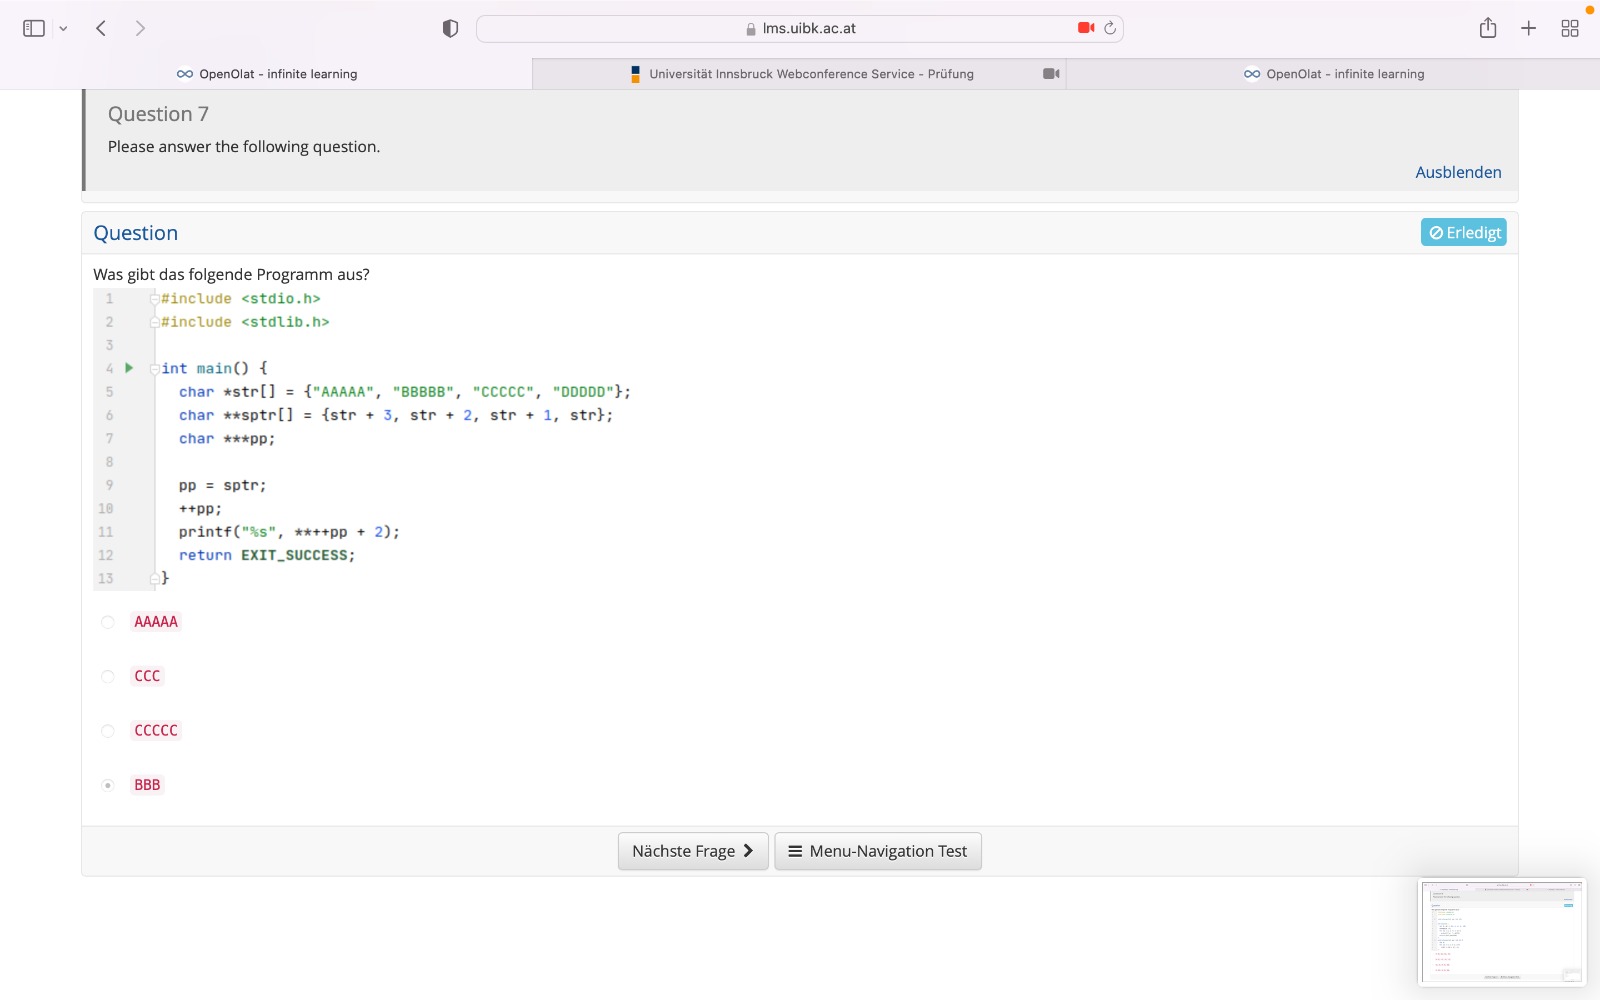 lms.uibk.ac.at
OpenOlat - infinite learning
Universität Innsbruck Webconference Service - Prüfung
OpenOlat - infinite learning
Question 7
Please answer the following question.
Ausblenden
Question
Erledigt
Was gibt das folgende Programm aus?
1 #include <stdio.h>
2 #include <stdlib.h>
3
4 int main() {
5 char *str[] = {"AAAAA", "BBBBB", "CCCCC", "DDDDD"};
6 char **sptr[] = {str + 3, str + 2, str + 1, str};
7 char ***pp;
8
9 pp = sptr;
10 ++pp;
11 printf("%s", **++pp + 2);
12 return EXIT_SUCCESS;
13 }
AAAAA
CCC
CCCCC
BBB
Nächste Frage
Menu-Navigation Test